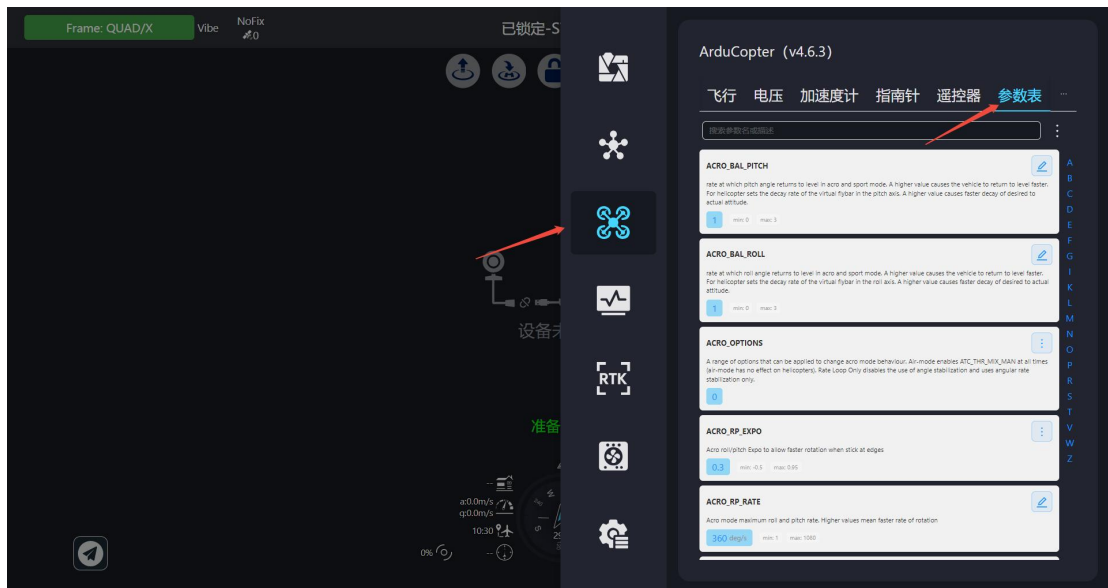 Frame: QUAD/X
Vibe
NoFix
0
已锁定-S
设备未
准备
--
a:0.0m/s
q:0.0m/s
10:30
0%
--
RTK
ArduCopter（v4.6.3）
飞行 电压 加速度计 指南针 遥控器 参数表 ...
搜索参数名或描述
ACRO_BAL_PITCH
rate at which pitch angle returns to level in acro and sport mode. A higher value causes the vehicle to return to level faster.
For helicopter sets the decay rate of the virtual flybar in the pitch axis. A higher value causes faster decay of desired to
actual attitude.
1 min: 0 max: 3
ACRO_BAL_ROLL
rate at which roll angle returns to level in acro and sport mode. A higher value causes the vehicle to return to level faster.
For helicopter sets the decay rate of the virtual flybar in the roll axis. A higher value causes faster decay of desired to actual
attitude.
1 min: 0 max: 3
ACRO_OPTIONS
A range of options that can be applied to change acro mode behaviour. Air-mode enables ATC_THR_MIX_MAN at all times
(air-mode has no effect on helicopters). Rate Loop Only disables the use of angle stabilization and uses angular rate
stabilization only.
0
ACRO_RP_EXPO
Acro roll/pitch Expo to allow faster rotation when stick at edges
0.3 min: -0.5 max: 0.95
ACRO_RP_RATE
Acro mode maximum roll and pitch rate. Higher values mean faster rate of rotation
360 deg/s min: 1 max: 1080
A
B
C
D
E
F
G
I
K
L
M
N
O
P
R
S
T
V
W
Z